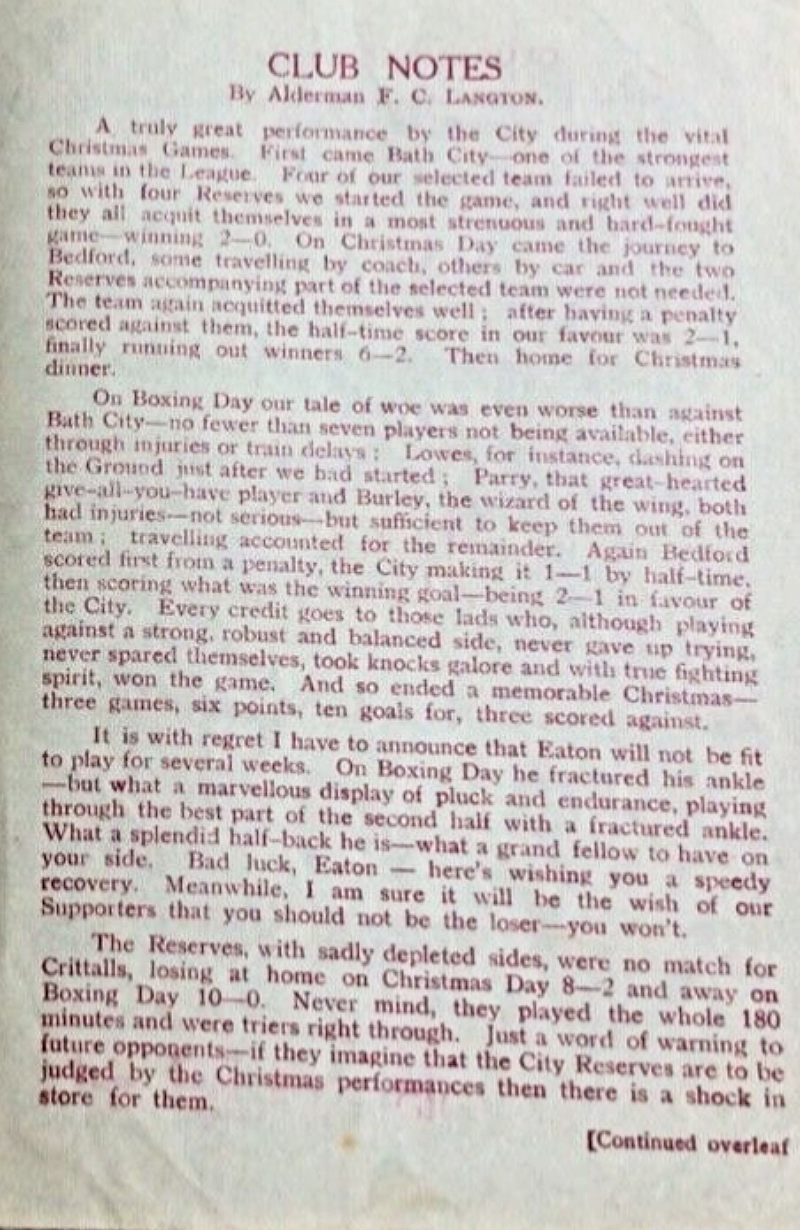 CLUB NOTES
By Alderman F. C. LANGTON.
A truly great performance by the City during the vital
Christmas Games. First came Bath City—one of the strongest
teams in the League. Four of our selected team failed to arrive,
so with four Reserves we started the game, and right well did
they all acquit themselves in a most strenuous and hard-fought
game—winning 2—0. On Christmas Day came the journey to
Bedford, some travelling by coach, others by car and the two
Reserves accompanying part of the selected team were not needed.
The team again acquitted themselves well ; after having a penalty
scored against them, the half-time score in our favour was 2—1,
finally running out winners 6—2. Then home for Christmas
dinner.
On Boxing Day our tale of woe was even worse than against
Bath City—no fewer than seven players not being available, either
through injuries or train delays ; Lowes, for instance, dashing on
the Ground just after we had started ; Parry, that great-hearted
give-all-you-have player and Burley, the wizard of the wing, both
had injuries—not serious—but sufficient to keep them out of the
team ; travelling accounted for the remainder. Again Bedford
scored first from a penalty, the City making it 1—1 by half-time,
then scoring what was the winning goal—being 2—1 in favour of
the City. Every credit goes to those lads who, although playing
against a strong, robust and balanced side, never gave up trying,
never spared themselves, took knocks galore and with true fighting
spirit, won the game. And so ended a memorable Christmas—
three games, six points, ten goals for, three scored against.
It is with regret I have to announce that Eaton will not be fit
to play for several weeks. On Boxing Day he fractured his ankle
—but what a marvellous display of pluck and endurance, playing
through the best part of the second half with a fractured ankle.
What a splendid half-back he is—what a grand fellow to have on
your side. Bad luck, Eaton — here's wishing you a speedy
recovery. Meanwhile, I am sure it will be the wish of our
Supporters that you should not be the loser—you won't.
The Reserves, with sadly depleted sides, were no match for
Crittalls, losing at home on Christmas Day 8—2 and away on
Boxing Day 10—0. Never mind, they played the whole 180
minutes and were triers right through. Just a word of warning to
future opponents—if they imagine that the City Reserves are to be
judged by the Christmas performances then there is a shock in
store for them.
[Continued overleaf